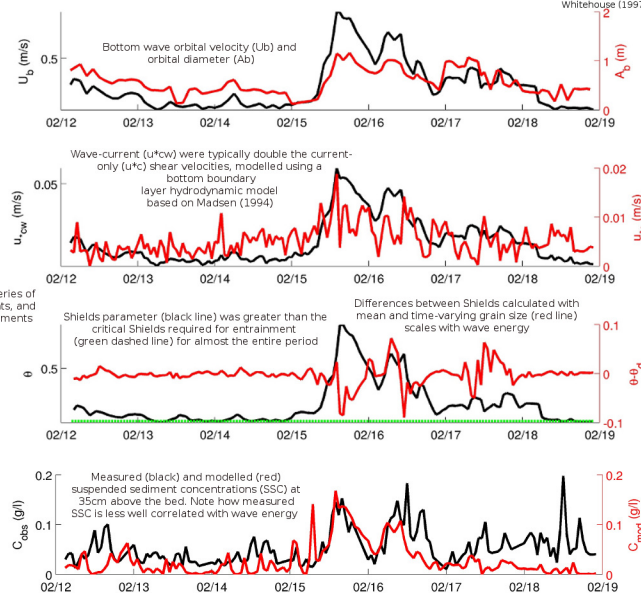 Whitehouse (1997
2
Bottom wave orbital velocity (Ub) and
orbital diameter (Ab)
0.5
1
0
U_b (m/s)
A_b (m)
02/12 02/13 02/14 02/15 02/16 02/17 02/18 02/19
Wave-current (u*cw) were typically double the current-
only (u*c) shear velocities, modelled using a
bottom boundary
layer hydrodynamic model
based on Madsen (1994)
0.05
0.02
0.01
0
u*cw (m/s)
(m/s)
02/12 02/13 02/14 02/15 02/16 02/17 02/18 02/19
eries of
ts, and
ments
Shields parameter (black line) was greater than the
critical Shields required for entrainment
(green dashed line) for almost the entire period
Differences between Shields calculated with
mean and time-varying grain size (red line)
scales with wave energy
0.5
0.1
0
-0.1
θ
θ-θ_d
02/12 02/13 02/14 02/15 02/16 02/17 02/18 02/19
Measured (black) and modelled (red)
suspended sediment concentrations (SSC) at
35cm above the bed. Note how measured
SSC is less well correlated with wave energy
0.2
0.1
0
0.2
0.1
0
C_obs (g/l)
C_mod (g/l)
02/12 02/13 02/14 02/15 02/16 02/17 02/18 02/19